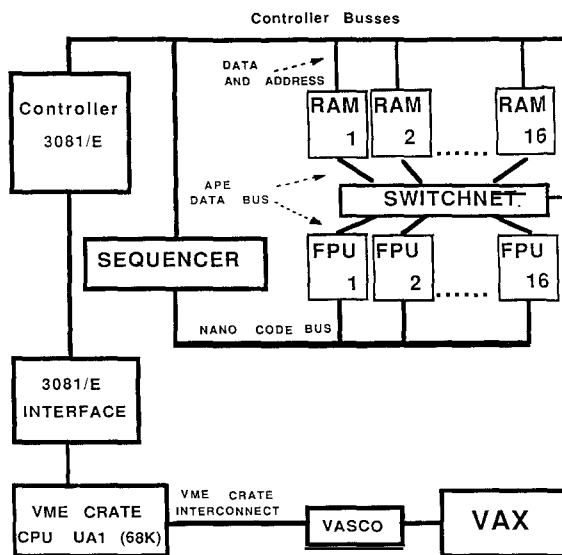 Controller Busses
DATA
AND ADDRESS
Controller
3081/E
RAM
1
RAM
2
......
RAM
16
APE
DATA BUS
SWITCHNET.
SEQUENCER
FPU
1
FPU
2
......
FPU
16
NANO CODE BUS
3081/E
INTERFACE
VME CRATE
CPU UA1 (68K)
VME CRATE
INTERCONNECT
VASCO
VAX